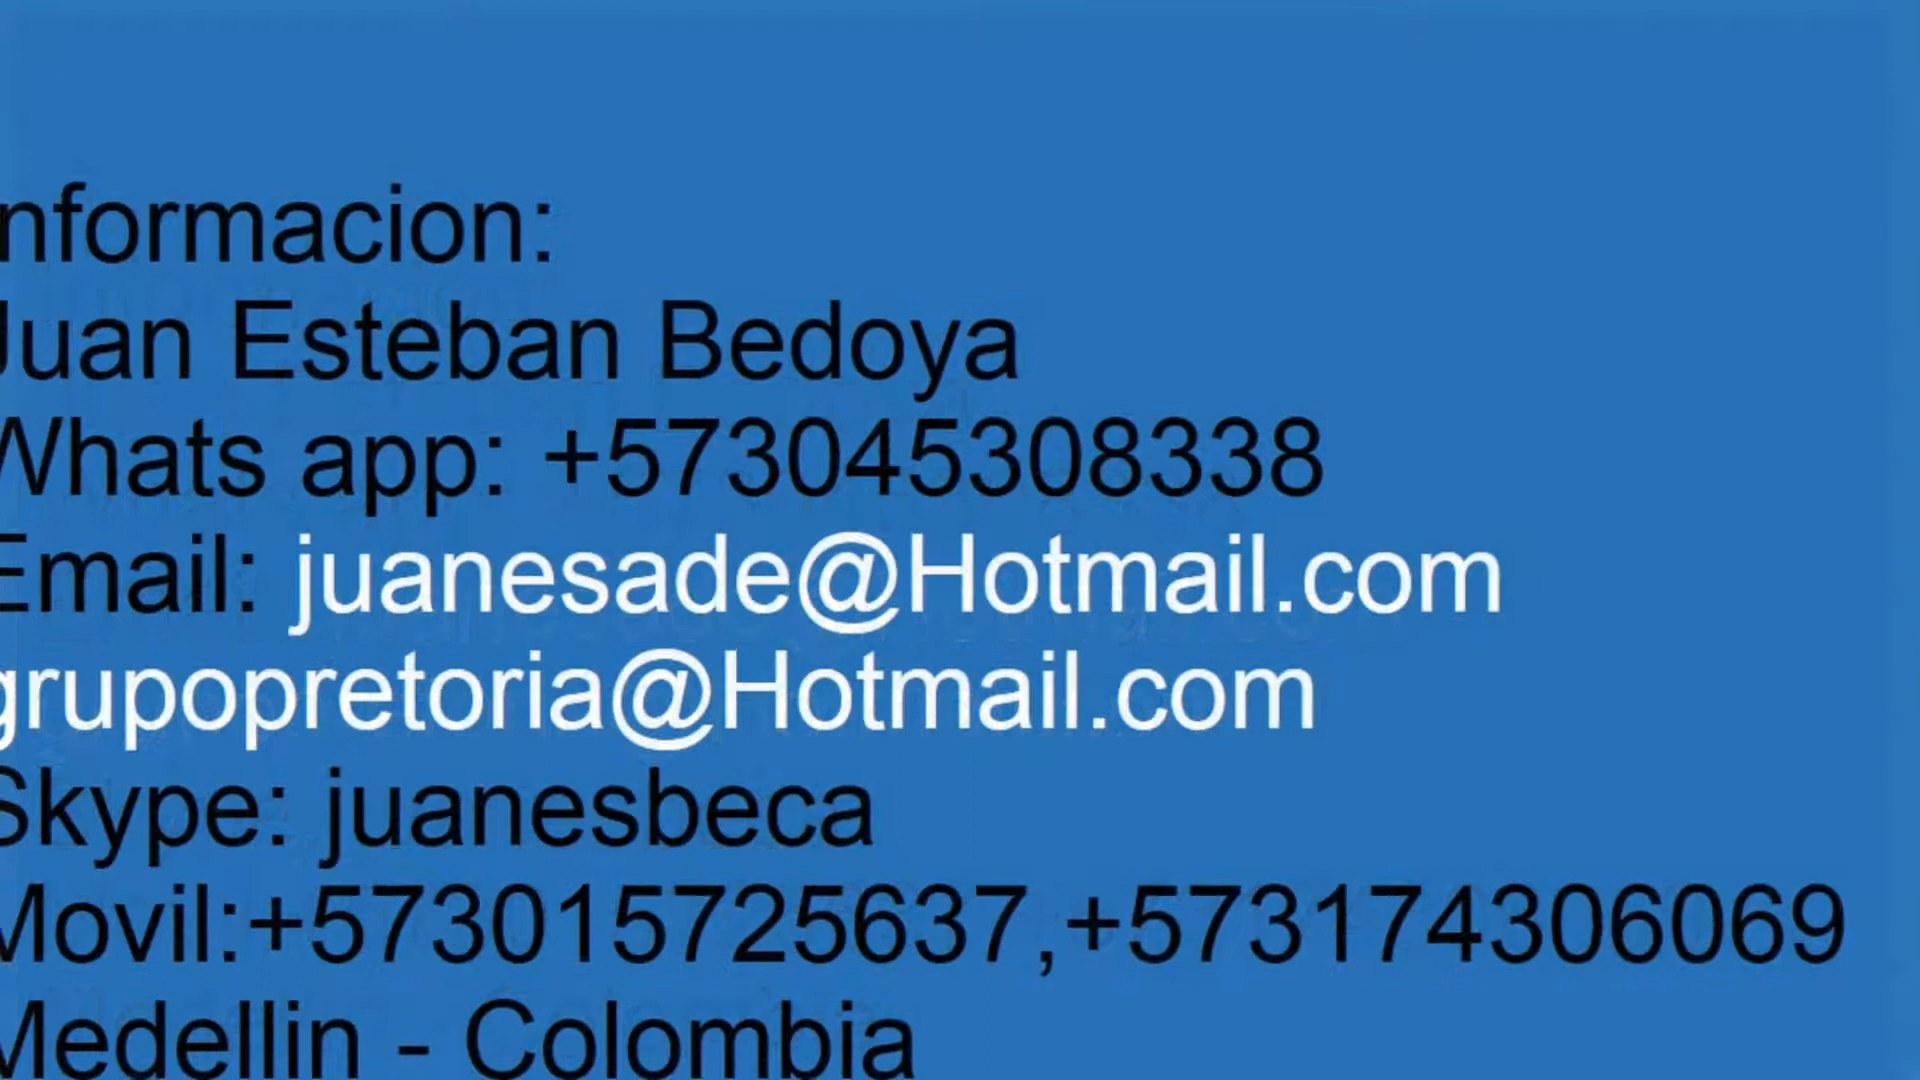 Informacion:
Juan Esteban Bedoya
Whats app: +573045308338
Email: juanesade@Hotmail.com
grupopretoria@Hotmail.com
Skype: juanesbeca
Movil:+573015725637,+573174306069
Medellin - Colombia